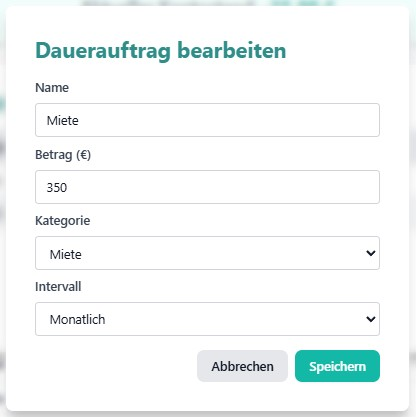 Dauerauftrag bearbeiten
Name
Miete
Betrag (€)
350
Kategorie
Miete
Intervall
Monatlich
Abbrechen Speichern